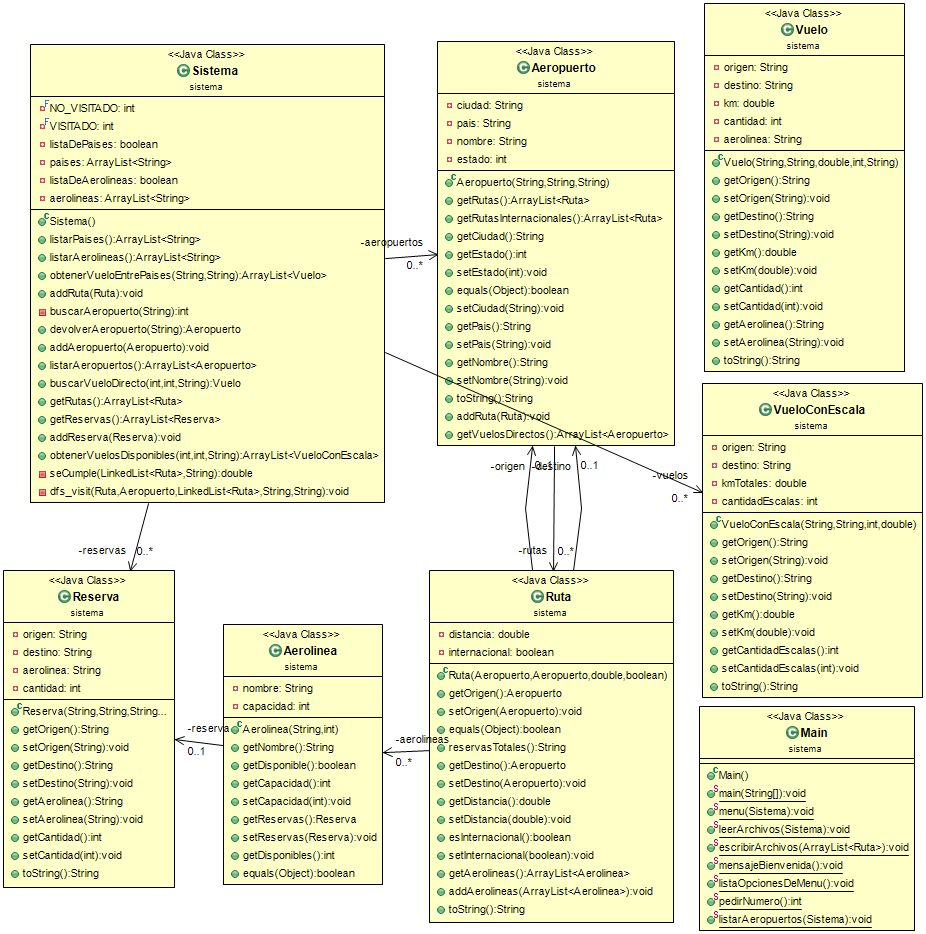 <<Java Class>>
Sistema
sistema
NO_VISITADO: int
VISITADO: int
listaDePaises: boolean
paises: ArrayList<String>
listaDeAerolineas: boolean
aerolineas: ArrayList<String>
Sistema()
listarPaises():ArrayList<String>
listarAerolineas():ArrayList<String>
obtenerVueloEntrePaises(String,String):ArrayList<Vuelo>
addRuta(Ruta):void
buscarAeropuerto(String):int
devolverAeropuerto(String):Aeropuerto
addAeropuerto(Aeropuerto):void
listarAeropuertos():ArrayList<Aeropuerto>
buscarVueloDirecto(int,int,String):Vuelo
getRutas():ArrayList<Ruta>
getReservas():ArrayList<Reserva>
addReserva(Reserva):void
obtenerVuelosDisponibles(int,int,String):ArrayList<VueloConEscala>
seCumple(LinkedList<Ruta>,String):double
dfs_visit(Ruta,Aeropuerto,LinkedList<Ruta>,String,String):void
-aeropuertos
0..*
<<Java Class>>
Aeropuerto
sistema
ciudad: String
pais: String
nombre: String
estado: int
Aeropuerto(String,String,String)
getRutas():ArrayList<Ruta>
getRutasInternacionales():ArrayList<Ruta>
getCiudad():String
getEstado():int
setEstado(int):void
equals(Object):boolean
setCiudad(String):void
getPais():String
setPais(String):void
getNombre():String
setNombre(String):void
toString():String
addRuta(Ruta):void
getVuelosDirectos():ArrayList<Aeropuerto>
<<Java Class>>
Vuelo
sistema
origen: String
destino: String
km: double
cantidad: int
aerolinea: String
Vuelo(String,String,double,int,String)
getOrigen():String
setOrigen(String):void
getDestino():String
setDestino(String):void
getKm():double
setKm(double):void
getCantidad():int
setCantidad(int):void
getAerolinea():String
setAerolinea(String):void
toString():String
-vuelos
0..*
<<Java Class>>
VueloConEscala
sistema
origen: String
destino: String
kmTotales: double
cantidadEscalas: int
VueloConEscala(String,String,int,double)
getOrigen():String
setOrigen(String):void
getDestino():String
setDestino(String):void
getKm():double
setKm(double):void
getCantidadEscalas():int
setCantidadEscalas(int):void
toString():String
-origen
0..1
-destino
0..1
-rutas
0..*
-reservas
0..*
<<Java Class>>
Reserva
sistema
origen: String
destino: String
aerolinea: String
cantidad: int
Reserva(String,String,String...
getOrigen():String
setOrigen(String):void
getDestino():String
setDestino(String):void
getAerolinea():String
setAerolinea(String):void
getCantidad():int
setCantidad(int):void
toString():String
-reserva
0..1
<<Java Class>>
Aerolinea
sistema
nombre: String
capacidad: int
Aerolinea(String,int)
getNombre():String
getDisponible():boolean
getCapacidad():int
setCapacidad(int):void
getReservas():Reserva
setReservas(Reserva):void
getDisponibles():int
equals(Object):boolean
-aerolineas
0..*
<<Java Class>>
Ruta
sistema
distancia: double
internacional: boolean
Ruta(Aeropuerto,Aeropuerto,double,boolean)
getOrigen():Aeropuerto
setOrigen(Aeropuerto):void
equals(Object):boolean
reservasTotales():String
getDestino():Aeropuerto
setDestino(Aeropuerto):void
getDistancia():double
setDistancia(double):void
esInternacional():boolean
setInternacional(boolean):void
getAerolineas():ArrayList<Aerolinea>
addAerolineas(ArrayList<Aerolinea>):void
toString():String
<<Java Class>>
Main
sistema
Main()
main(String[]):void
menu(Sistema):void
leerArchivos(Sistema):void
escribirArchivos(ArrayList<Ruta>):void
mensajeBienvenida():void
listaOpcionesDeMenu():void
pedirNumero():int
listarAeropuertos(Sistema):void